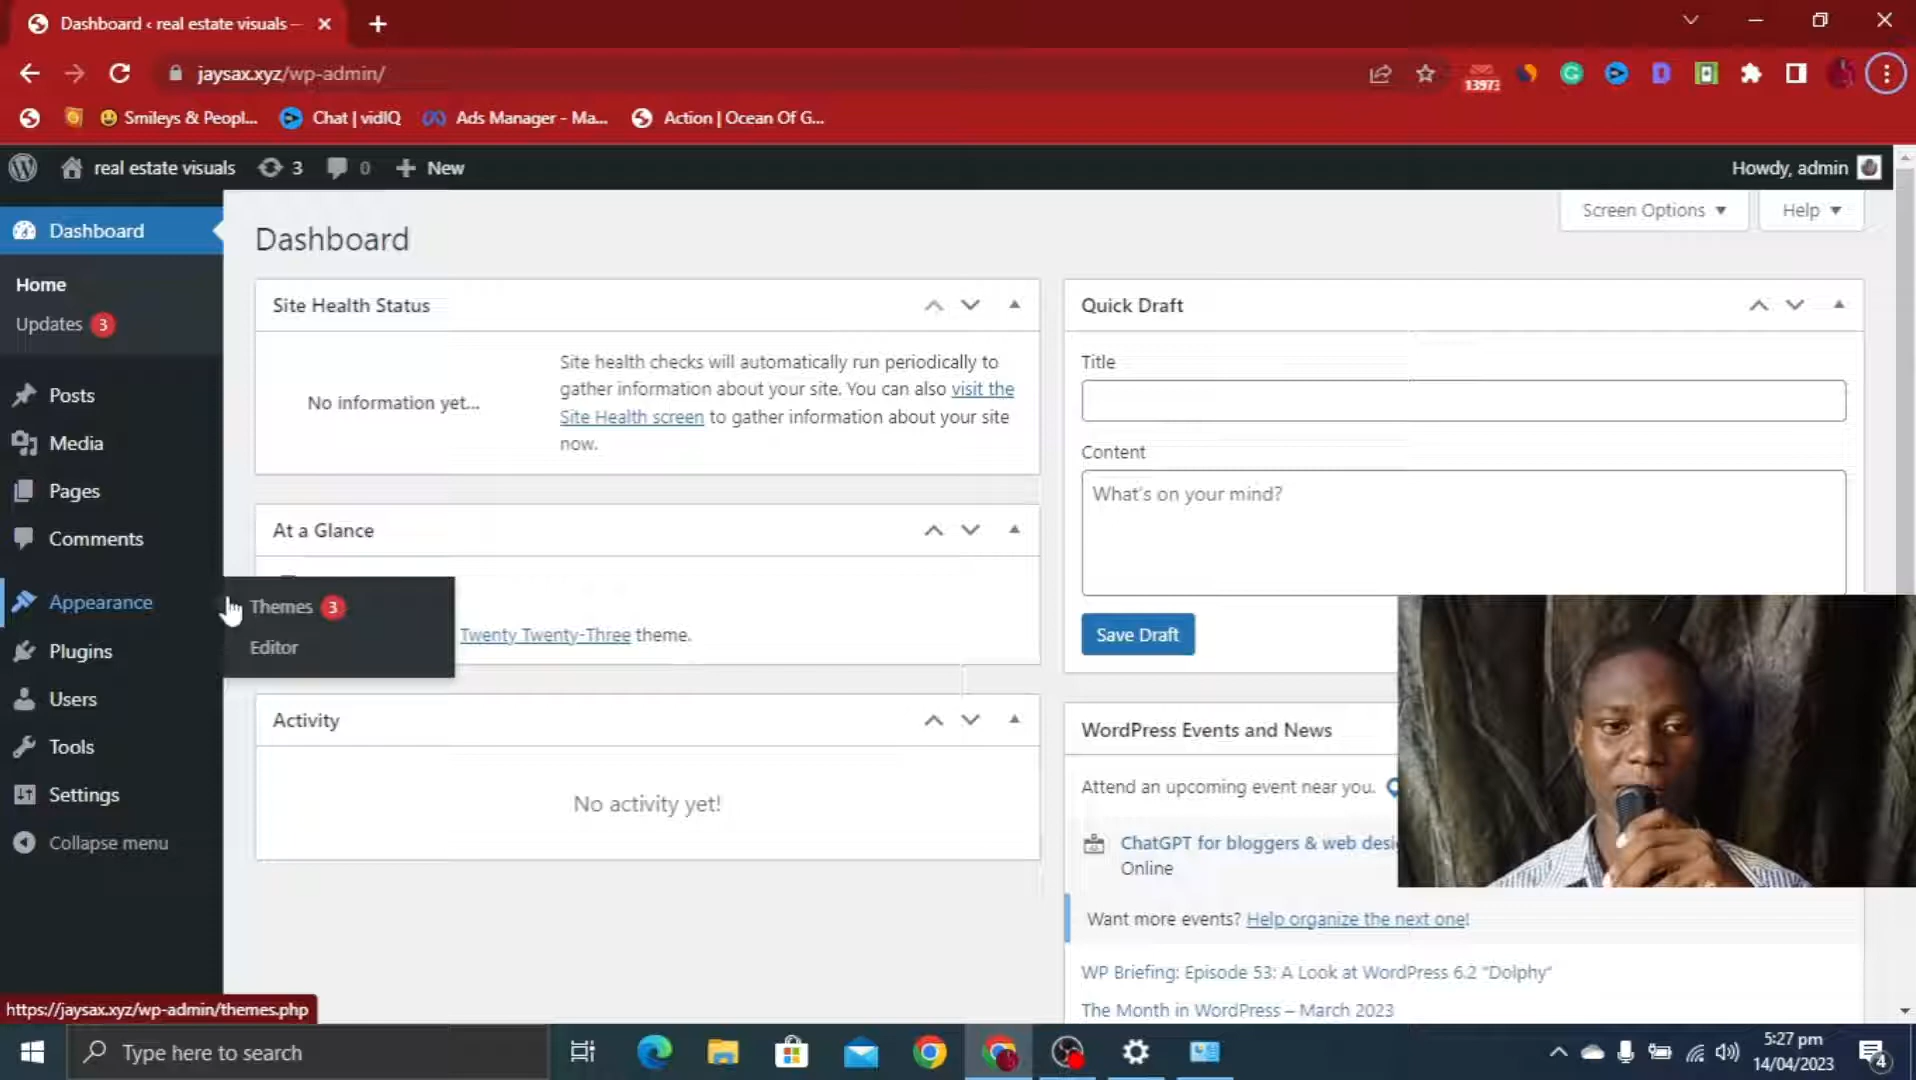 Dashboard ‹ real estate visuals —
jaysax.xyz/wp-admin/
13973
Smileys & Peopl...
Chat | vidIQ
Ads Manager - Ma...
Action | Ocean Of G...
real estate visuals
3
0
New
Howdy, admin
Dashboard
Home
Updates 3
Posts
Media
Pages
Comments
Appearance
Plugins
Users
Tools
Settings
Collapse menu
Themes 3
Editor
Screen Options
Help
Dashboard
Site Health Status
No information yet...
Site health checks will automatically run periodically to
gather information about your site. You can also visit the
Site Health screen to gather information about your site
now.
At a Glance
Twenty Twenty-Three theme.
Activity
No activity yet!
Quick Draft
Title
Content
What's on your mind?
Save Draft
WordPress Events and News
Attend an upcoming event near you.
ChatGPT for bloggers & web desi
Online
Want more events? Help organize the next one!
WP Briefing: Episode 53: A Look at WordPress 6.2 "Dolphy"
The Month in WordPress – March 2023
https://jaysax.xyz/wp-admin/themes.php
Type here to search
5:27 pm
14/04/2023
4